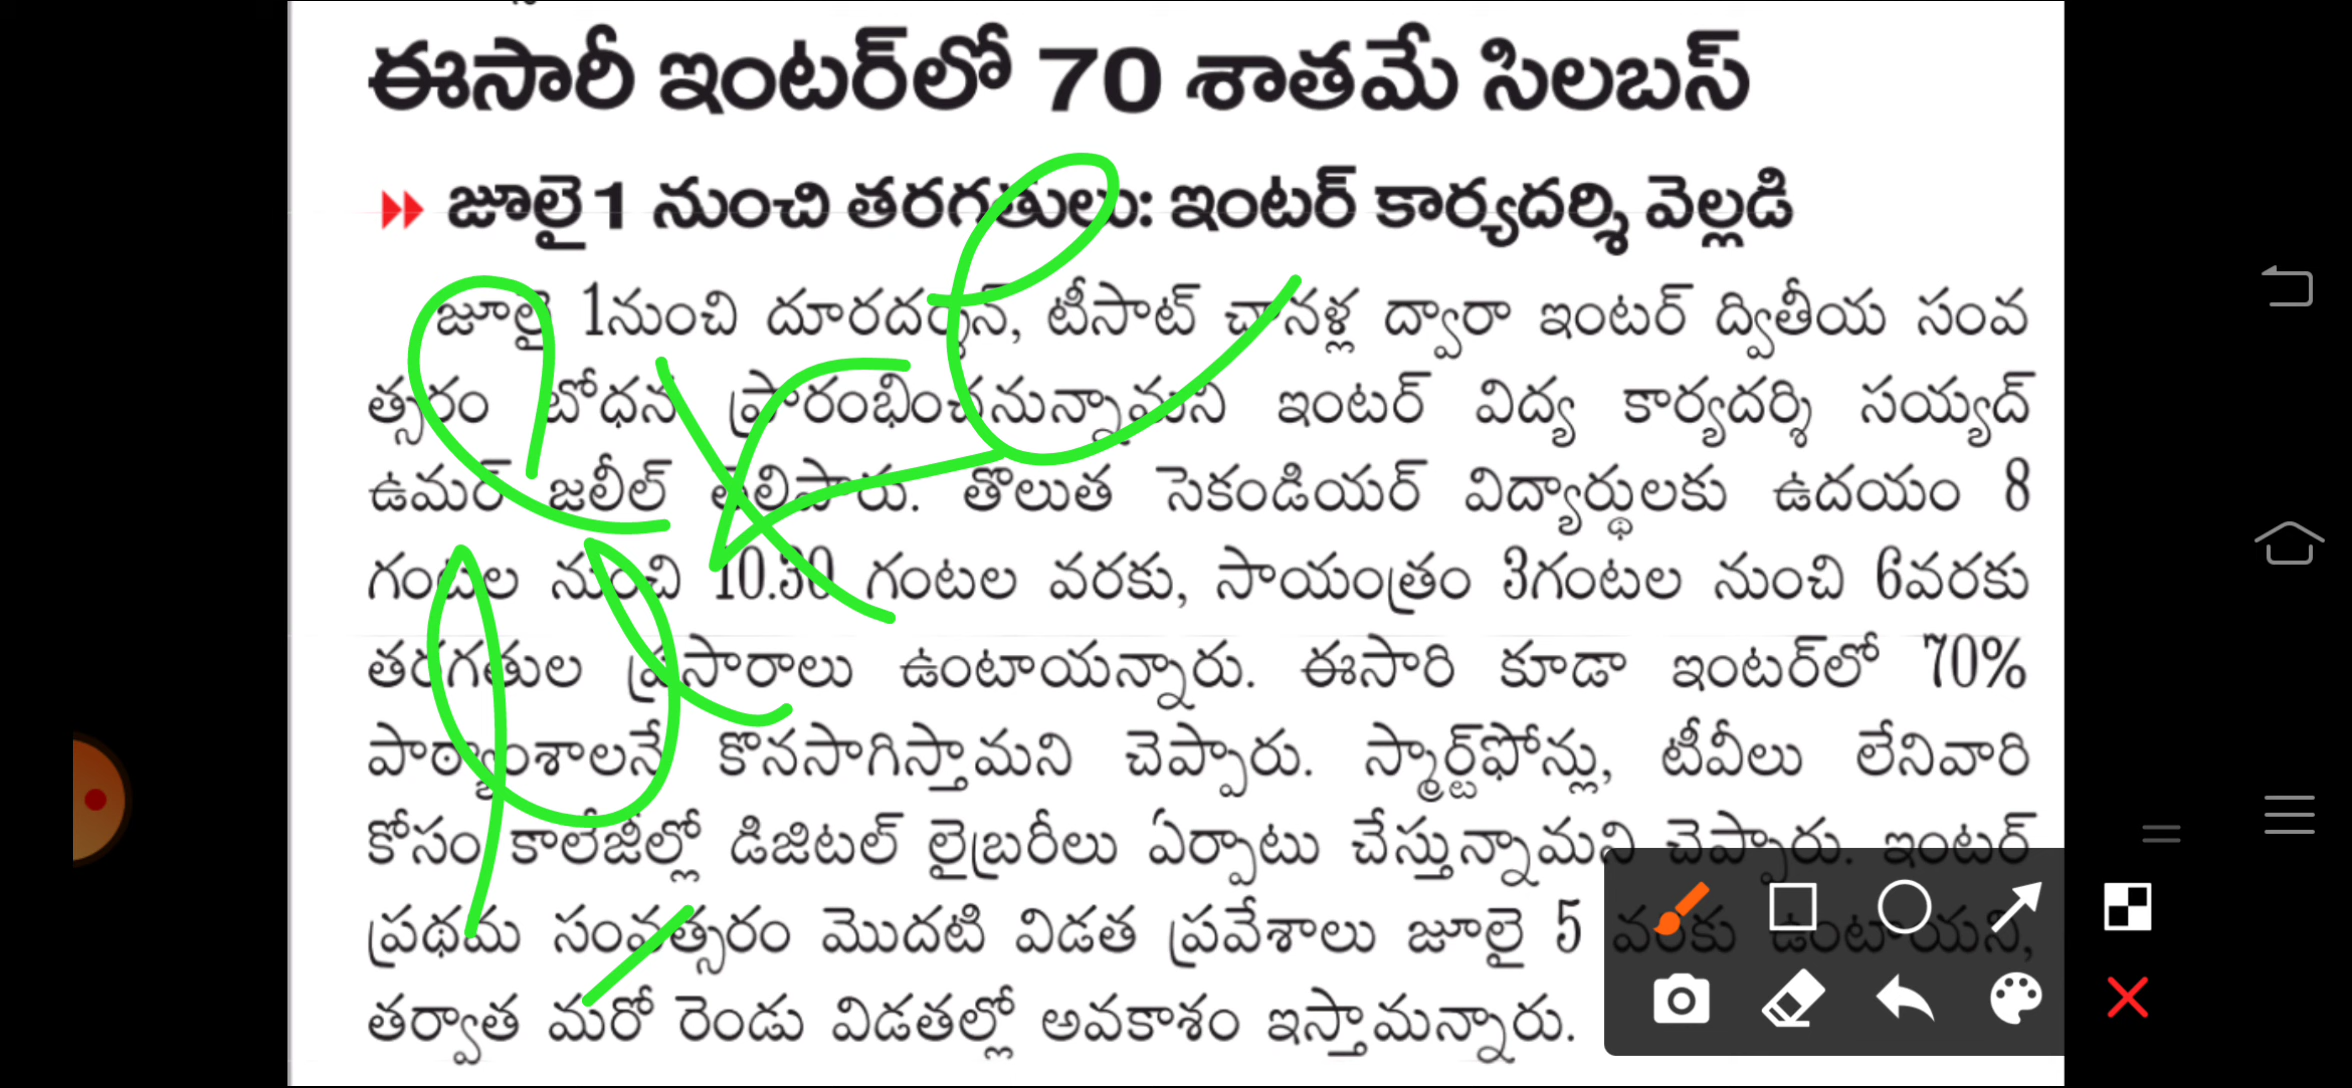 ఈసారీ ఇంటర్‌లో 70 శాతమే సిలబస్
జూలై 1 నుంచి తరగతులు: ఇంటర్ కార్యదర్శి వెల్లడి
జూలై 1నుంచి దూరదర్శన్, టీసాట్ చానళ్ల ద్వారా ఇంటర్ ద్వితీయ సంవ
త్సరం బోధన ప్రారంభించనున్నామని ఇంటర్ విద్య కార్యదర్శి సయ్యద్
ఉమర్ జలీల్ తెలిపారు. తొలుత సెకండియర్ విద్యార్థులకు ఉదయం 8
గంటల నుంచి 10.30 గంటల వరకు, సాయంత్రం 3గంటల నుంచి 6వరకు
తరగతుల ప్రసారాలు ఉంటాయన్నారు. ఈసారి కూడా ఇంటర్‌లో 70%
పాఠ్యాంశాలనే కొనసాగిస్తామని చెప్పారు. స్మార్ట్‌ఫోన్లు, టీవీలు లేనివారి
కోసం కాలేజీల్లో డిజిటల్ లైబ్రరీలు ఏర్పాటు చేస్తున్నామని చెప్పారు. ఇంటర్
ప్రథమ సంవత్సరం మొదటి విడత ప్రవేశాలు జూలై 5 వరకు ఉంటాయని,
తర్వాత మరో రెండు విడతల్లో అవకాశం ఇస్తామన్నారు.